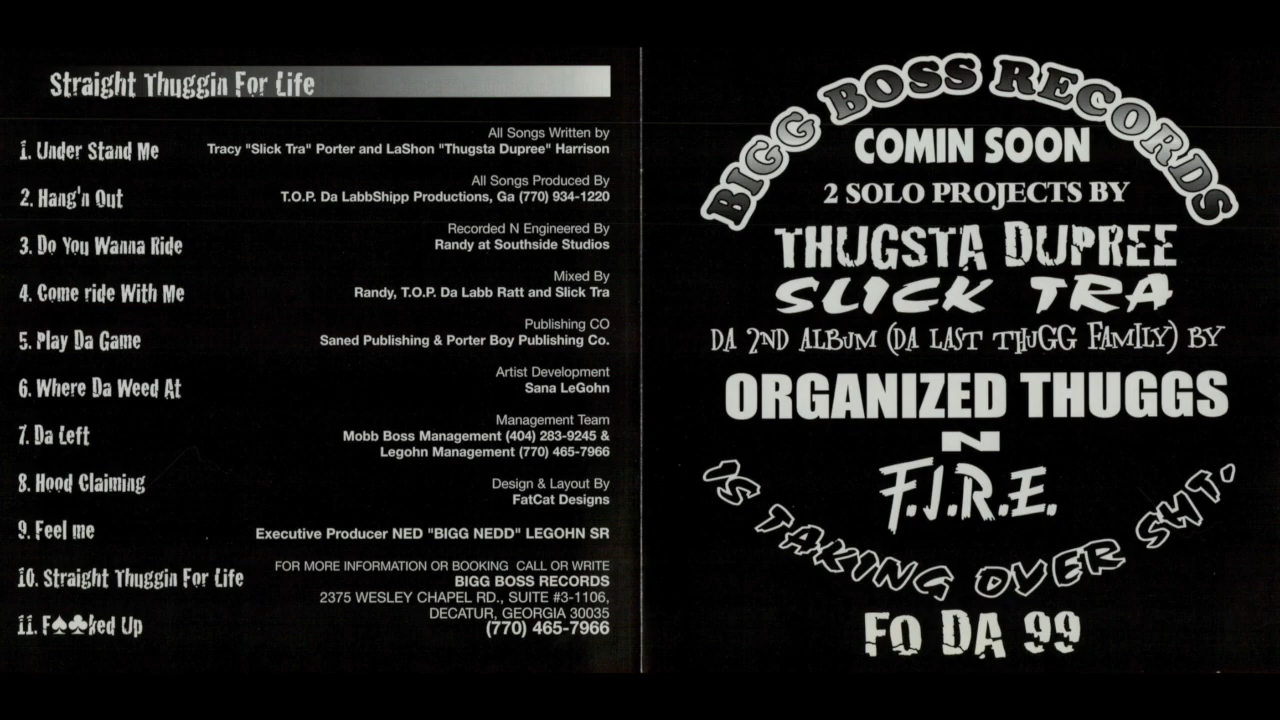 Straight Thuggin For Life
1. Under Stand Me
2. Hang'n Out
3. Do You Wanna Ride
4. Come ride With Me
5. Play Da Game
6. Where Da Weed At
7. Da Left
8. Hood Claiming
9. Feel me
10. Straight Thuggin For Life
11. F♠♣ked Up
All Songs Written by
Tracy "Slick Tra" Porter and LaShon "Thugsta Dupree" Harrison
All Songs Produced By
T.O.P. Da LabbShipp Productions, Ga (770) 934-1220
Recorded N Engineered By
Randy at Southside Studios
Mixed By
Randy, T.O.P. Da Labb Ratt and Slick Tra
Publishing CO
Saned Publishing & Porter Boy Publishing Co.
Artist Development
Sana LeGohn
Management Team
Mobb Boss Management (404) 283-9245 &
Legohn Management (770) 465-7966
Design & Layout By
FatCat Designs
Executive Producer NED "BIGG NEDD" LEGOHN SR
FOR MORE INFORMATION OR BOOKING CALL OR WRITE
BIGG BOSS RECORDS
2375 WESLEY CHAPEL RD., SUITE #3-1106,
DECATUR, GEORGIA 30035
(770) 465-7966
BIGG BOSS RECORDS
COMIN SOON
2 SOLO PROJECTS BY
THUGSTA DUPREE
SLICK TRA
DA 2ND ALBUM (DA LAST THUGG FAMILY) BY
ORGANIZED THUGGS
N
F.I.R.E.
IS TAKING OVER SHT.
FO DA 99